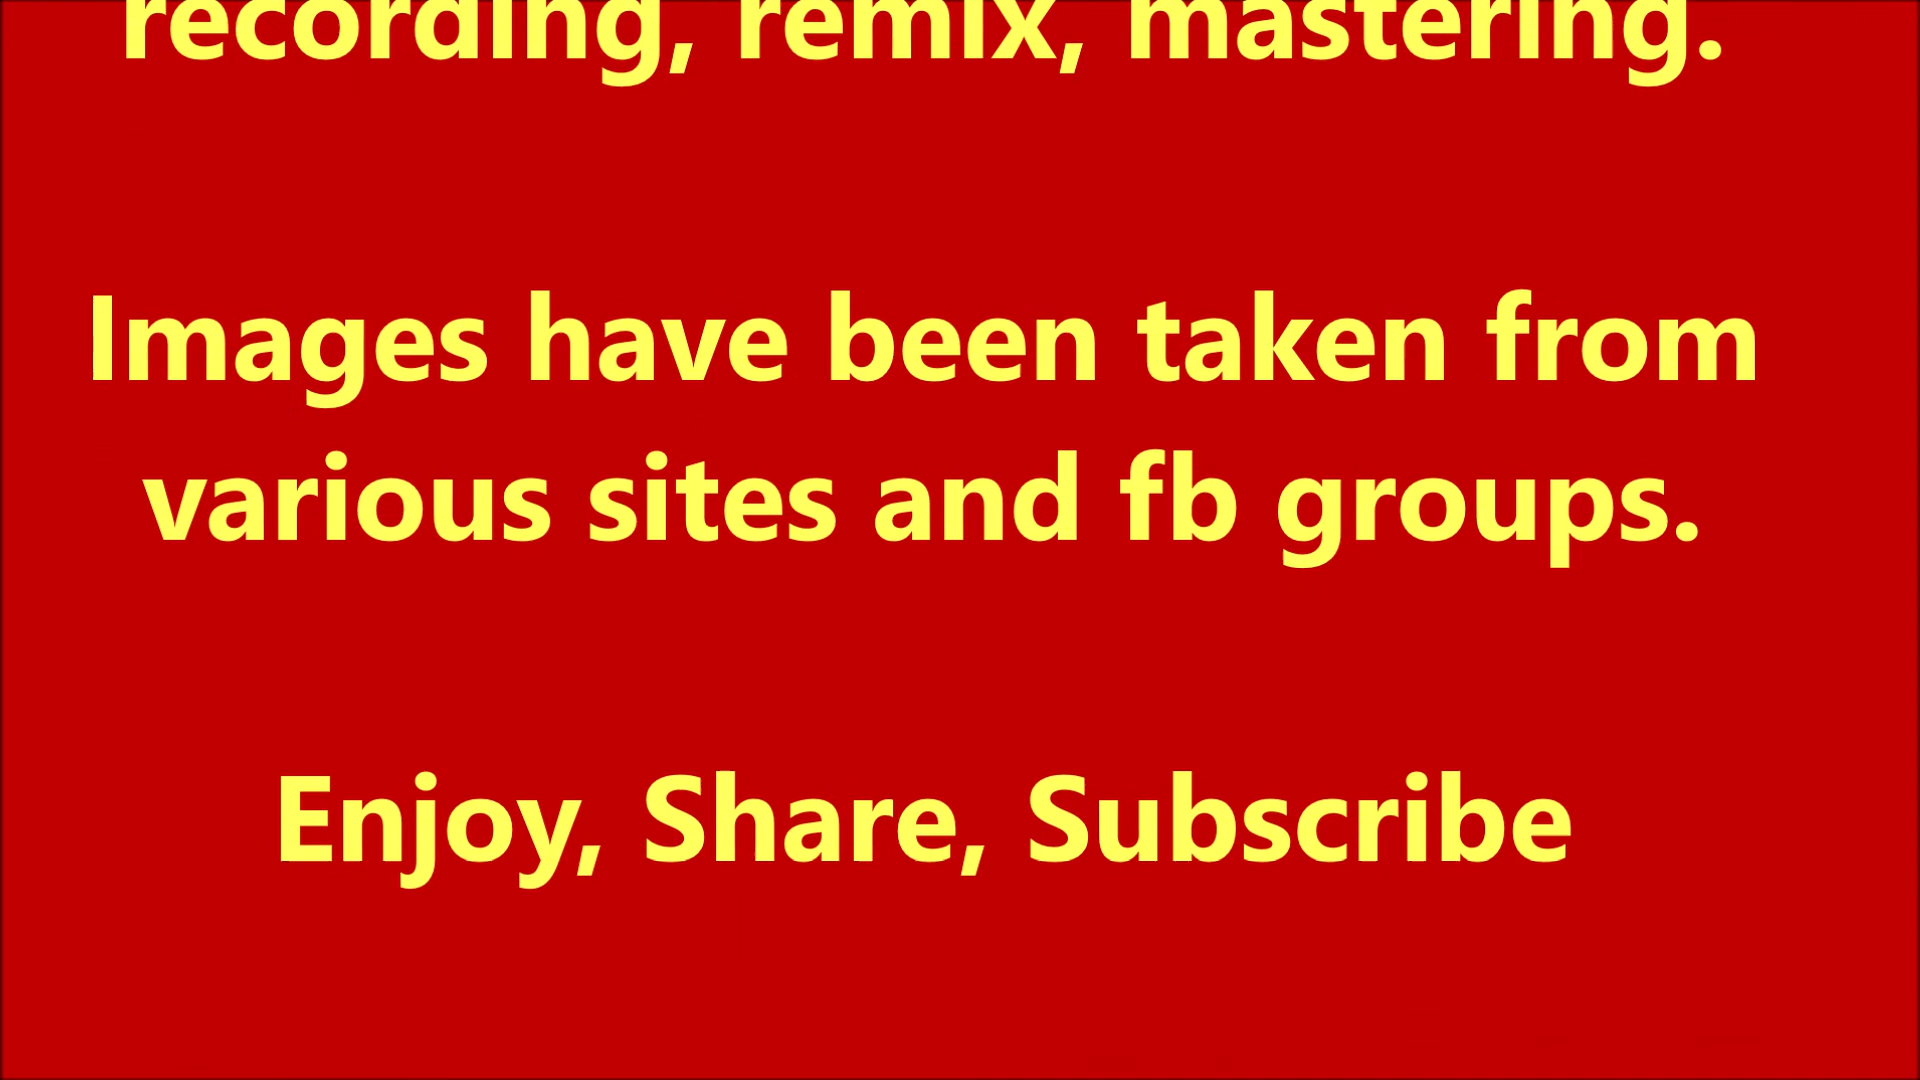 recording, remix, mastering.
Images have been taken from
various sites and fb groups.
Enjoy, Share, Subscribe